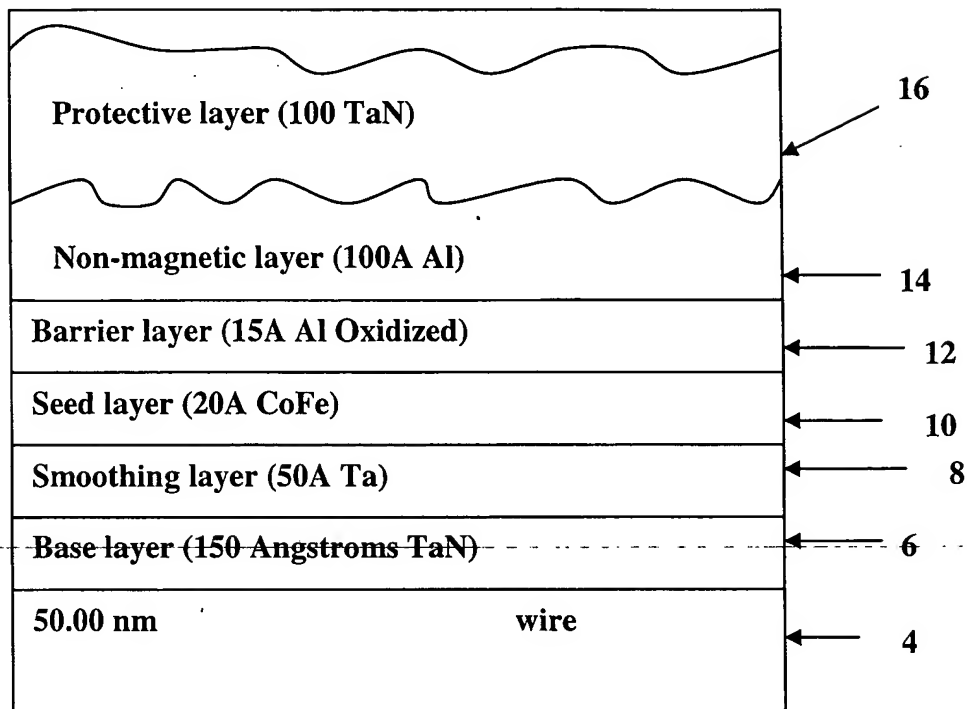 Protective layer (100 TaN)
16
Non-magnetic layer (100A Al)
14
Barrier layer (15A Al Oxidized)
12
Seed layer (20A CoFe)
10
Smoothing layer (50A Ta)
8
Base layer (150 Angstroms TaN)
6
50.00 nm wire
4